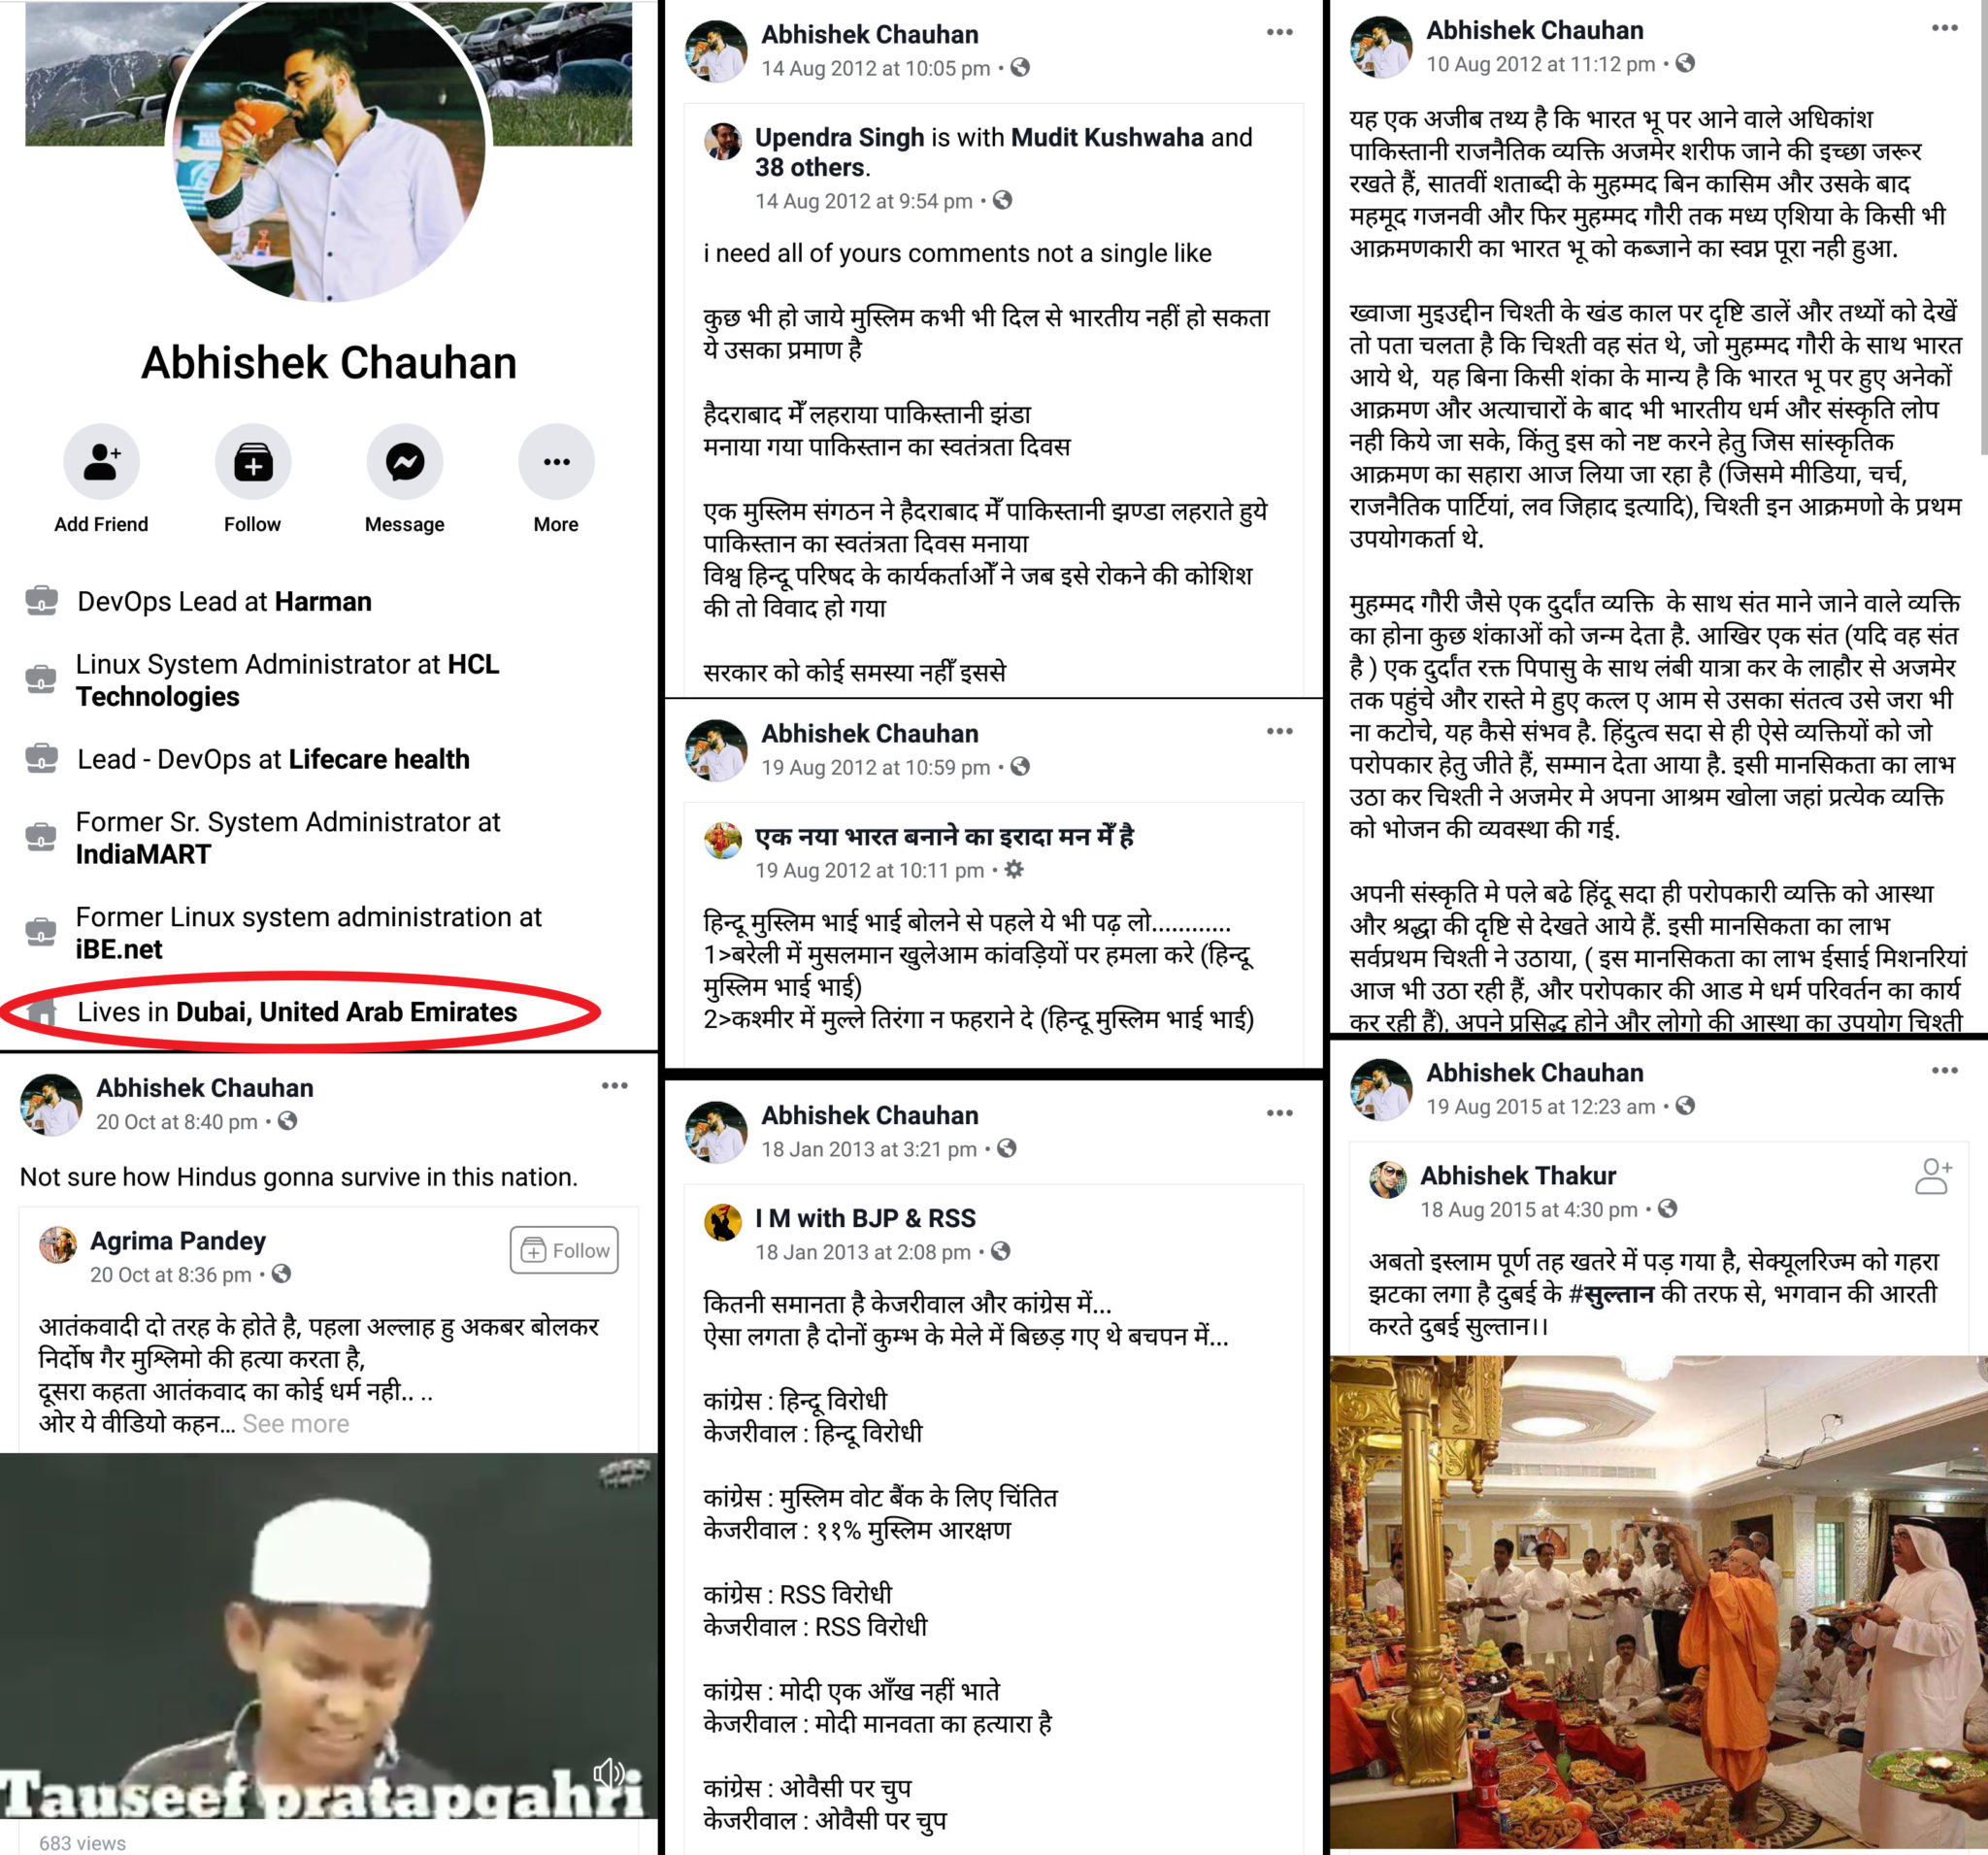 Abhishek Chauhan
Add Friend
Follow
Message
More
DevOps Lead at Harman
Linux System Administrator at HCL
Technologies
Lead - DevOps at Lifecare health
Former Sr. System Administrator at
IndiaMART
Former Linux system administration at
iBE.net
Lives in Dubai, United Arab Emirates
Abhishek Chauhan
20 Oct at 8:40 pm •
Not sure how Hindus gonna survive in this nation.
Agrima Pandey
Follow
20 Oct at 8:36 pm •
आतंकवादी दो तरह के होते है, पहला अल्लाह हु अकबर बोलकर
निर्दोष गैर मुश्लिमो की हत्या करता है,
दूसरा कहता आतंकवाद का कोई धर्म नही.. ..
ओर ये वीडियो कहन... See more
Tauseef pratapgahri
683 views
Abhishek Chauhan
14 Aug 2012 at 10:05 pm •
Upendra Singh is with Mudit Kushwaha and
38 others.
14 Aug 2012 at 9:54 pm •
i need all of yours comments not a single like
कुछ भी हो जाये मुस्लिम कभी भी दिल से भारतीय नहीं हो सकता
ये उसका प्रमाण है
हैदराबाद मेँ लहराया पाकिस्तानी झंडा
मनाया गया पाकिस्तान का स्वतंत्रता दिवस
एक मुस्लिम संगठन ने हैदराबाद मेँ पाकिस्तानी झण्डा लहराते हुये
पाकिस्तान का स्वतंत्रता दिवस मनाया
विश्व हिन्दू परिषद के कार्यकर्ताओँ ने जब इसे रोकने की कोशिश
की तो विवाद हो गया
सरकार को कोई समस्या नहीँ इससे
Abhishek Chauhan
19 Aug 2012 at 10:59 pm •
एक नया भारत बनाने का इरादा मन मेँ है
19 Aug 2012 at 10:11 pm •
हिन्दू मुस्लिम भाई भाई बोलने से पहले ये भी पढ़ लो............
1>बरेली में मुसलमान खुलेआम कांवड़ियों पर हमला करे (हिन्दू
मुस्लिम भाई भाई)
2>कश्मीर में मुल्ले तिरंगा न फहराने दे (हिन्दू मुस्लिम भाई भाई)
Abhishek Chauhan
18 Jan 2013 at 3:21 pm •
I M with BJP & RSS
18 Jan 2013 at 2:08 pm •
कितनी समानता है केजरीवाल और कांग्रेस में...
ऐसा लगता है दोनों कुम्भ के मेले में बिछड़ गए थे बचपन में...
कांग्रेस : हिन्दू विरोधी
केजरीवाल : हिन्दू विरोधी
कांग्रेस : मुस्लिम वोट बैंक के लिए चिंतित
केजरीवाल : ११% मुस्लिम आरक्षण
कांग्रेस : RSS विरोधी
केजरीवाल : RSS विरोधी
कांग्रेस : मोदी एक आँख नहीं भाते
केजरीवाल : मोदी मानवता का हत्यारा है
कांग्रेस : ओवैसी पर चुप
केजरीवाल : ओवैसी पर चुप
Abhishek Chauhan
10 Aug 2012 at 11:12 pm •
यह एक अजीब तथ्य है कि भारत भू पर आने वाले अधिकांश
पाकिस्तानी राजनैतिक व्यक्ति अजमेर शरीफ जाने की इच्छा जरूर
रखते हैं, सातवीं शताब्दी के मुहम्मद बिन कासिम और उसके बाद
महमूद गजनवी और फिर मुहम्मद गौरी तक मध्य एशिया के किसी भी
आक्रमणकारी का भारत भू को कब्जाने का स्वप्न पूरा नही हुआ.
ख्वाजा मुइउद्दीन चिश्ती के खंड काल पर दृष्टि डालें और तथ्यों को देखें
तो पता चलता है कि चिश्ती वह संत थे, जो मुहम्मद गौरी के साथ भारत
आये थे, यह बिना किसी शंका के मान्य है कि भारत भू पर हुए अनेकों
आक्रमण और अत्याचारों के बाद भी भारतीय धर्म और संस्कृति लोप
नही किये जा सके, किंतु इस को नष्ट करने हेतु जिस सांस्कृतिक
आक्रमण का सहारा आज लिया जा रहा है (जिसमे मीडिया, चर्च,
राजनैतिक पार्टियां, लव जिहाद इत्यादि), चिश्ती इन आक्रमणो के प्रथम
उपयोगकर्ता थे.
मुहम्मद गौरी जैसे एक दुर्दांत व्यक्ति के साथ संत माने जाने वाले व्यक्ति
का होना कुछ शंकाओं को जन्म देता है. आखिर एक संत (यदि वह संत
है ) एक दुर्दांत रक्त पिपासु के साथ लंबी यात्रा कर के लाहौर से अजमेर
तक पहुंचे और रास्ते मे हुए कत्ल ए आम से उसका संतत्व उसे जरा भी
ना कटोचे, यह कैसे संभव है. हिंदुत्व सदा से ही ऐसे व्यक्तियों को जो
परोपकार हेतु जीते हैं, सम्मान देता आया है. इसी मानसिकता का लाभ
उठा कर चिश्ती ने अजमेर मे अपना आश्रम खोला जहां प्रत्येक व्यक्ति
को भोजन की व्यवस्था की गई.
अपनी संस्कृति मे पले बढे हिंदू सदा ही परोपकारी व्यक्ति को आस्था
और श्रद्धा की दृष्टि से देखते आये हैं. इसी मानसिकता का लाभ
सर्वप्रथम चिश्ती ने उठाया, ( इस मानसिकता का लाभ ईसाई मिशनरियां
आज भी उठा रही हैं, और परोपकार की आड मे धर्म परिवर्तन का कार्य
कर रही हैं), अपने प्रसिद्ध होने और लोगो की आस्था का उपयोग चिश्ती
Abhishek Chauhan
19 Aug 2015 at 12:23 am •
Abhishek Thakur
18 Aug 2015 at 4:30 pm •
अबतो इस्लाम पूर्ण तह खतरे में पड़ गया है, सेक्यूलरिज्म को गहरा
झटका लगा है दुबई के #सुल्तान की तरफ से, भगवान की आरती
करते दुबई सुल्तान।।